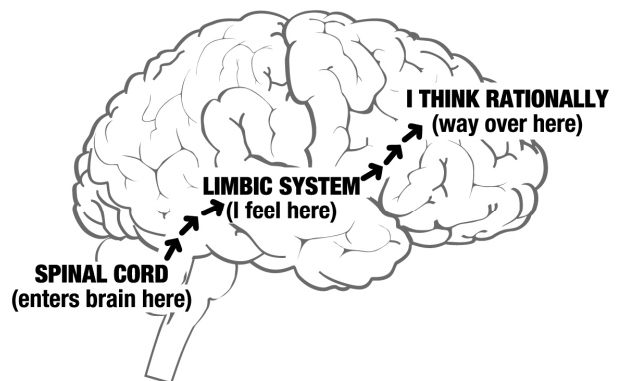 I THINK RATIONALLY
(way over here)
LIMBIC SYSTEM
(I feel here)
SPINAL CORD
(enters brain here)